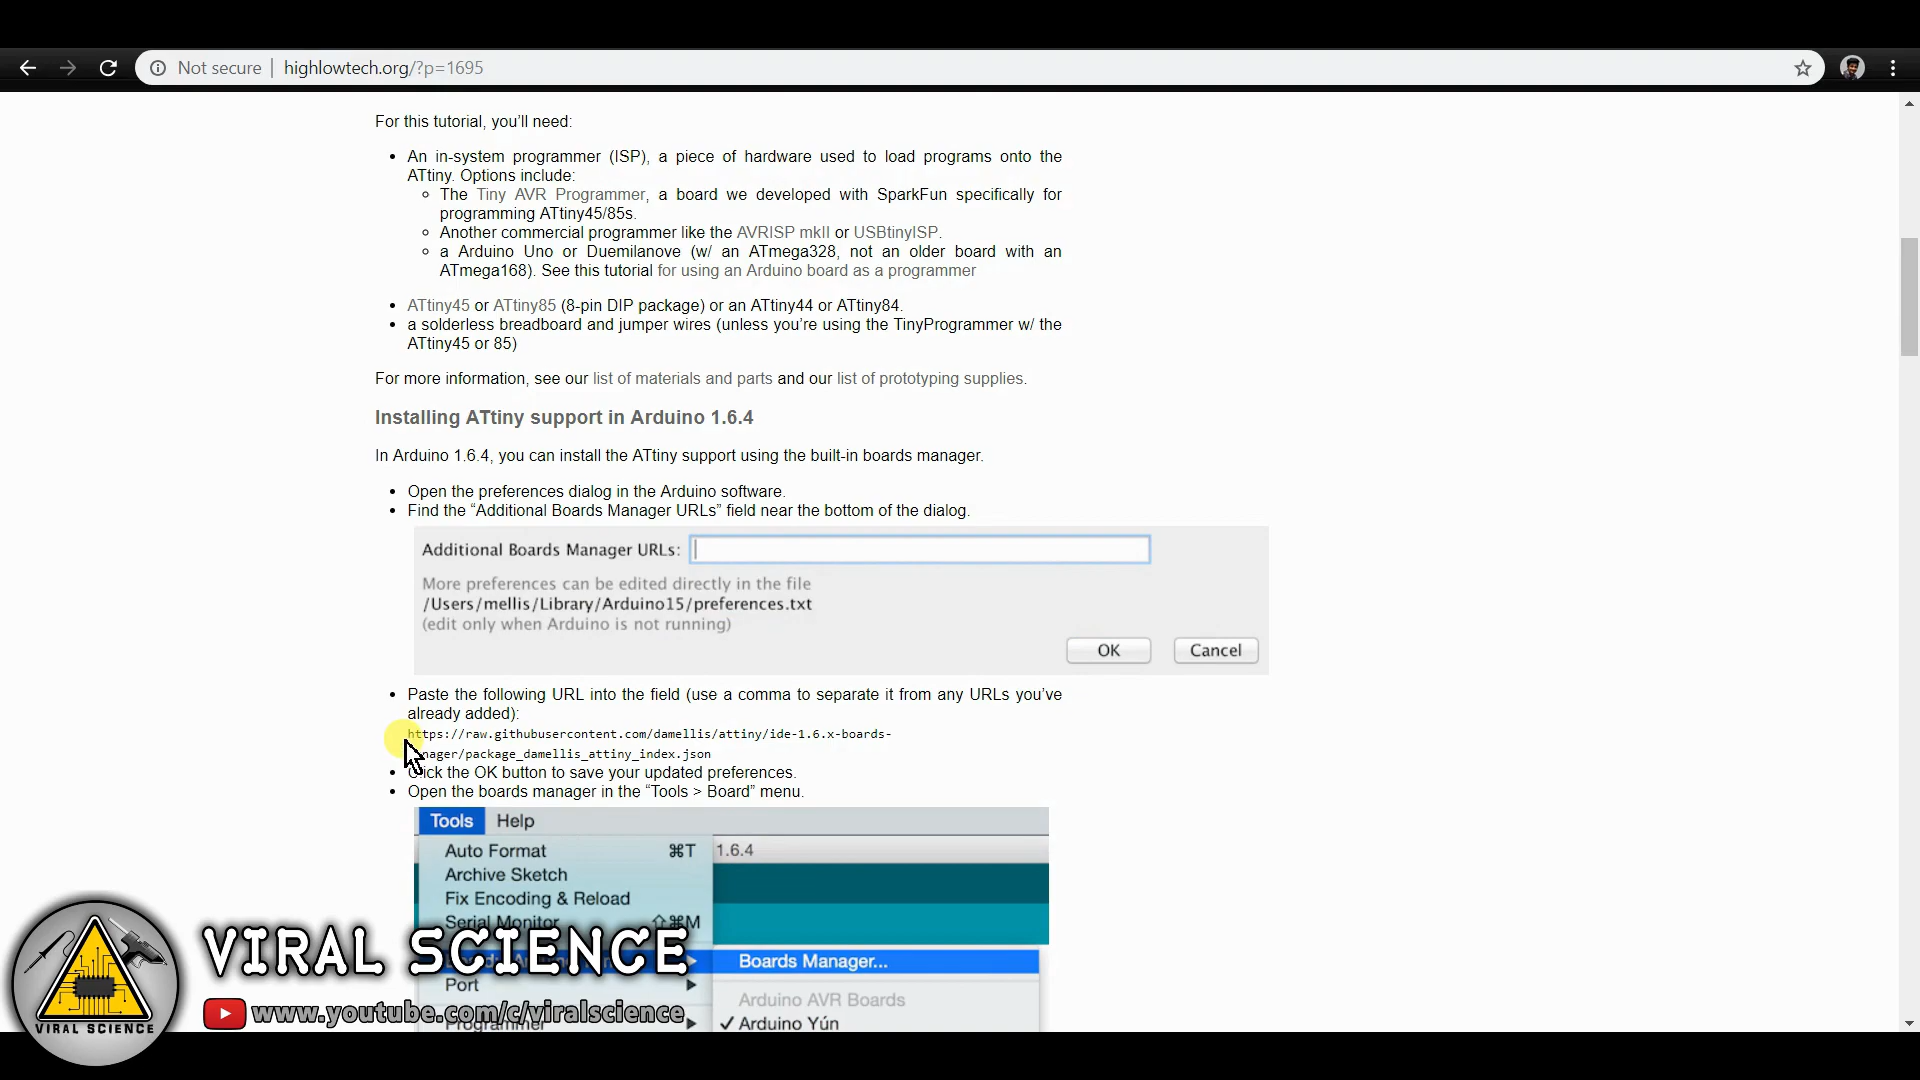 Not secure | highlowtech.org/?p=1695
For this tutorial, you’ll need:
An in-system programmer (ISP), a piece of hardware used to load programs onto the
ATtiny. Options include:
The Tiny AVR Programmer, a board we developed with SparkFun specifically for
programming ATtiny45/85s.
Another commercial programmer like the AVRISP mkII or USBtinyISP.
a Arduino Uno or Duemilanove (w/ an ATmega328, not an older board with an
ATmega168). See this tutorial for using an Arduino board as a programmer
ATtiny45 or ATtiny85 (8-pin DIP package) or an ATtiny44 or ATtiny84.
a solderless breadboard and jumper wires (unless you’re using the TinyProgrammer w/ the
ATtiny45 or 85)
For more information, see our list of materials and parts and our list of prototyping supplies.
Installing ATtiny support in Arduino 1.6.4
In Arduino 1.6.4, you can install the ATtiny support using the built-in boards manager.
Open the preferences dialog in the Arduino software.
Find the “Additional Boards Manager URLs” field near the bottom of the dialog.
Additional Boards Manager URLs:
More preferences can be edited directly in the file
/Users/mellis/Library/Arduino15/preferences.txt
(edit only when Arduino is not running)
OK Cancel
Paste the following URL into the field (use a comma to separate it from any URLs you’ve
already added):
https://raw.githubusercontent.com/damellis/attiny/ide-1.6.x-boards-
nager/package_damellis_attiny_index.json
Click the OK button to save your updated preferences.
Open the boards manager in the “Tools > Board” menu.
Tools Help
Auto Format ⌘T 1.6.4
Archive Sketch
Fix Encoding & Reload
Serial Monitor ⇧⌘M
Boards Manager...
Port
Arduino AVR Boards
Programmer
✓ Arduino Yún
VIRAL SCIENCE
www.youtube.com/c/viralscience
VIRAL SCIENCE